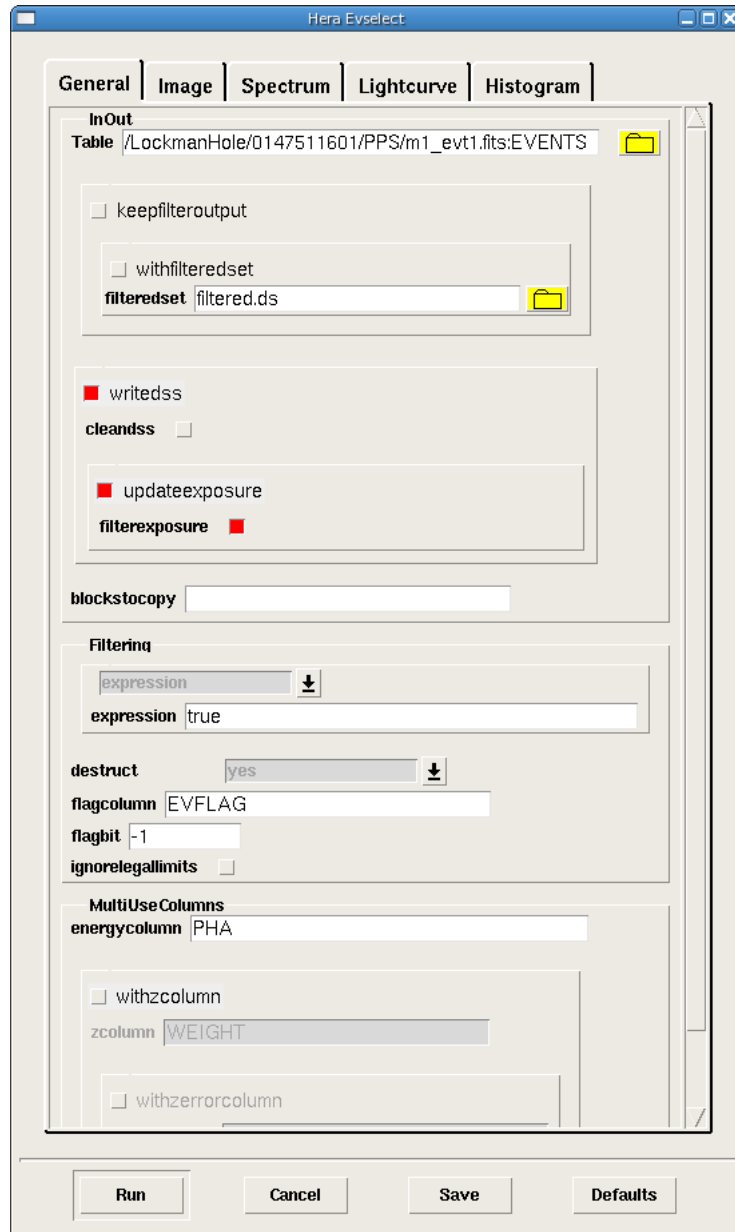 Hera Evselect
General Image Spectrum Lightcurve Histogram
InOut
Table /LockmanHole/0147511601/PPS/m1_evt1.fits:EVENTS
keepfilteroutput
withfilteredset
filteredset filtered.ds
writedss
cleandss
updateexposure
filterexposure
blockstocopy
Filtering
expression
expression true
destruct yes
flagcolumn EVFLAG
flagbit -1
ignorelegallimits
MultiUseColumns
energycolumn PHA
withzcolumn
zcolumn WEIGHT
withzerrorcolumn
Run Cancel Save Defaults